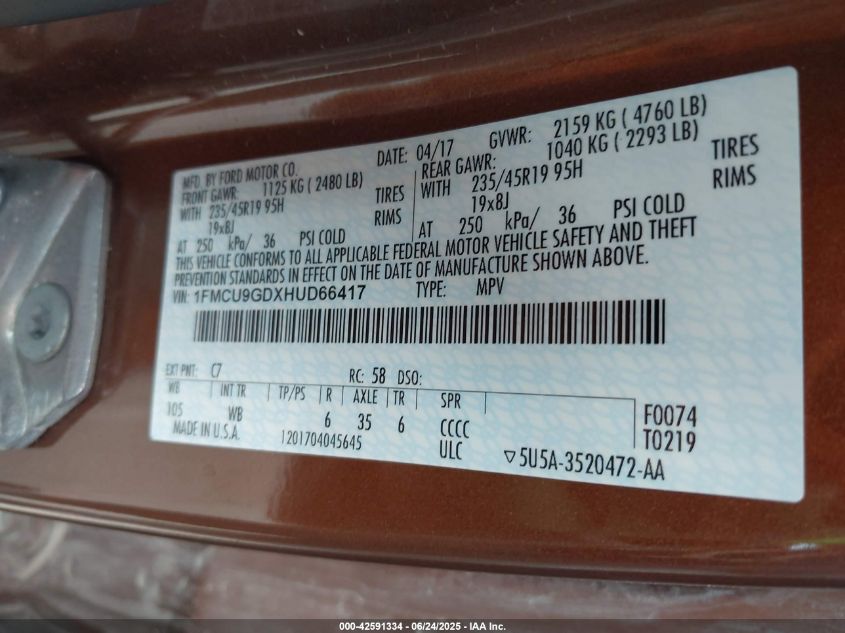 MFD. BY FORD MOTOR CO.
DATE: 04/17 GVWR: 2159 KG ( 4760 LB)
FRONT GAWR: 1125 KG ( 2480 LB)
REAR GAWR: 1040 KG ( 2293 LB)
WITH 235/45R19 95H TIRES
WITH 235/45R19 95H TIRES
19x8J RIMS
19x8J RIMS
AT 250 kPa/ 36 PSI COLD
AT 250 kPa/ 36 PSI COLD
THIS VEHICLE CONFORMS TO ALL APPLICABLE FEDERAL MOTOR VEHICLE SAFETY AND THEFT
PREVENTION STANDARDS IN EFFECT ON THE DATE OF MANUFACTURE SHOWN ABOVE.
VIN: 1FMCU9GDXHUD66417 TYPE: MPV
EXT PNT: C7 RC: 58 DSO:
WB INT TR TP/PS R AXLE TR SPR
105 WB 6 35 6 CCCC F0074
MADE IN U.S.A. 1201704045645 ULC T0219
▽5U5A-3520472-AA
000-42591334 - 06/24/2025 - IAA Inc.